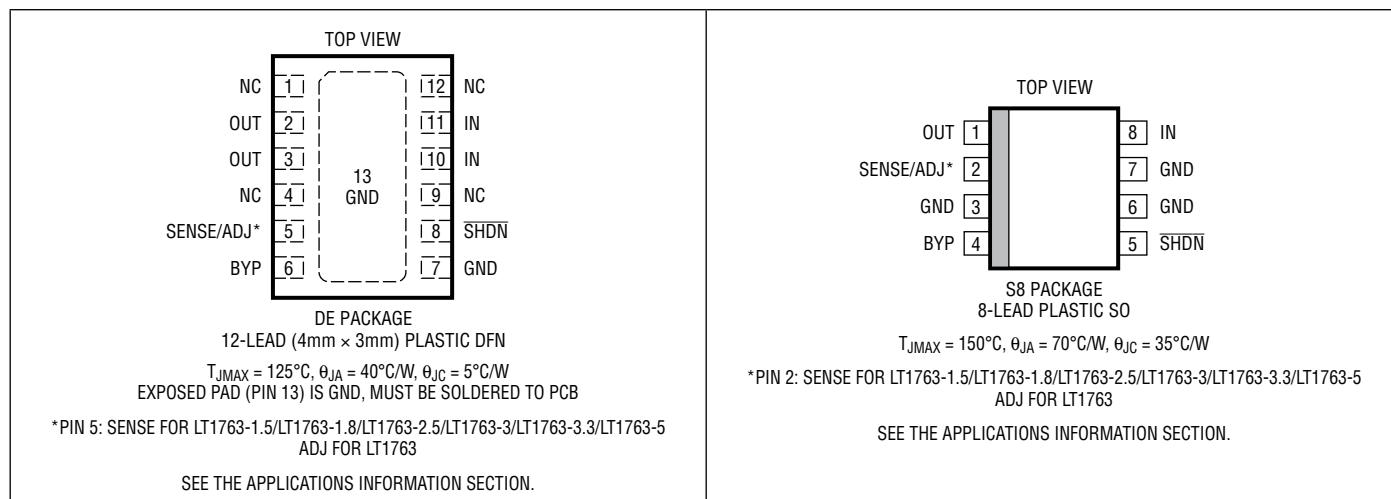 TOP VIEW
NC 1 12 NC
OUT 2 11 IN
OUT 3 10 IN
13
GND
NC 4 9 NC
SENSE/ADJ* 5 8 SHDN
BYP 6 7 GND
DE PACKAGE
12-LEAD (4mm × 3mm) PLASTIC DFN
TJMAX = 125°C, θJA = 40°C/W, θJC = 5°C/W
EXPOSED PAD (PIN 13) IS GND, MUST BE SOLDERED TO PCB
*PIN 5: SENSE FOR LT1763-1.5/LT1763-1.8/LT1763-2.5/LT1763-3/LT1763-3.3/LT1763-5
ADJ FOR LT1763
SEE THE APPLICATIONS INFORMATION SECTION.
TOP VIEW
OUT 1 8 IN
SENSE/ADJ* 2 7 GND
GND 3 6 GND
BYP 4 5 SHDN
S8 PACKAGE
8-LEAD PLASTIC SO
TJMAX = 150°C, θJA = 70°C/W, θJC = 35°C/W
*PIN 2: SENSE FOR LT1763-1.5/LT1763-1.8/LT1763-2.5/LT1763-3/LT1763-3.3/LT1763-5
ADJ FOR LT1763
SEE THE APPLICATIONS INFORMATION SECTION.